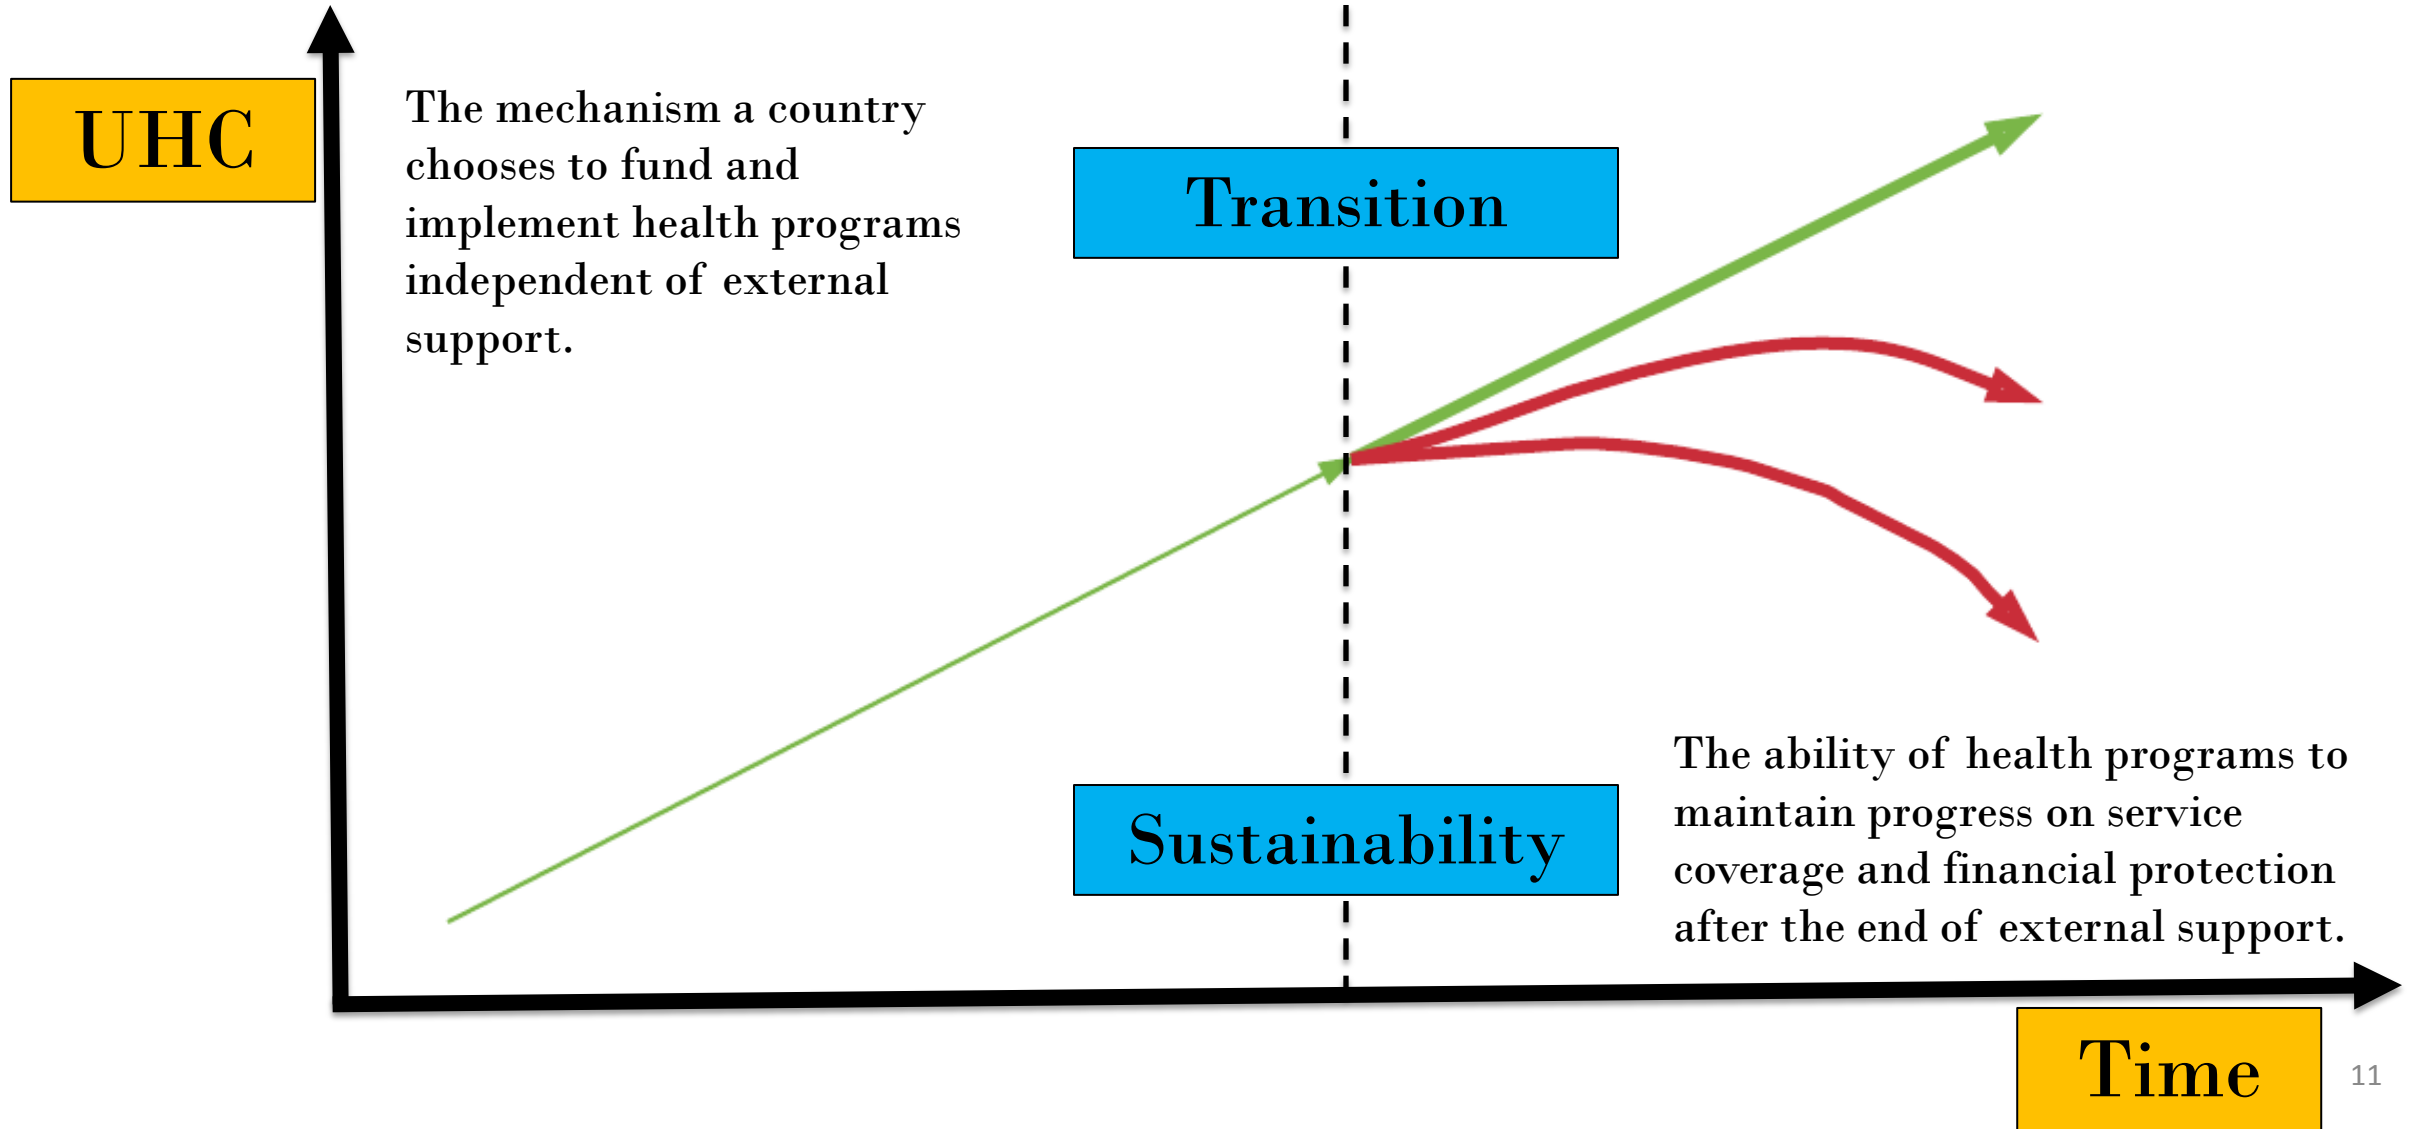 UHC
The mechanism a country
chooses to fund and
implement health programs
independent of external
support.
Transition
Sustainability
The ability of health programs to
maintain progress on service
coverage and financial protection
after the end of external support.
Time
11